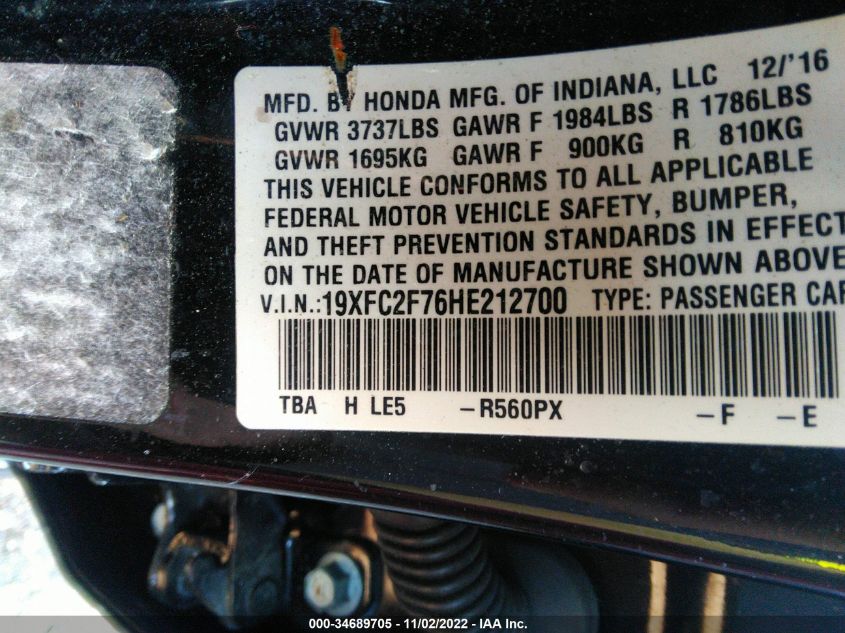 MFD. BY HONDA MFG. OF INDIANA, LLC 12/'16
GVWR 3737LBS GAWR F 1984LBS R 1786LBS
GVWR 1695KG GAWR F 900KG R 810KG
THIS VEHICLE CONFORMS TO ALL APPLICABLE
FEDERAL MOTOR VEHICLE SAFETY, BUMPER,
AND THEFT PREVENTION STANDARDS IN EFFECT
ON THE DATE OF MANUFACTURE SHOWN ABOVE
V.I.N.:19XFC2F76HE212700 TYPE: PASSENGER CAR
TBA H LE5 -R560PX -F -E
000-34689705 - 11/02/2022 - IAA Inc.